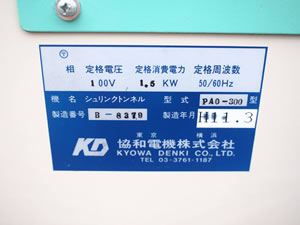 〒
相 定格電圧 定格消費電力 定格周波数
100V 1.5 KW 50/60Hz
機名 シュリンクトンネル 型式 PAO-300 型
製造番号 B-8379 製造年月 H11.3
東京 横浜
KD 協和電機株式会社
KYOWA DENKI CO., LTD.
TEL 03-3761-1187